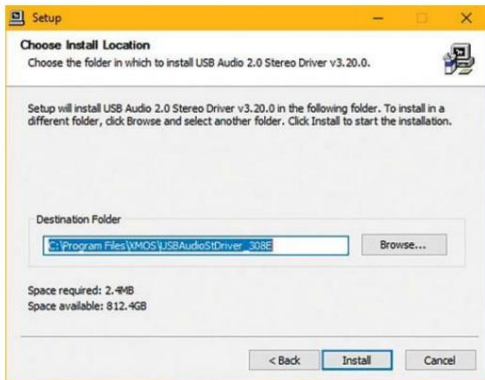 Setup
Choose Install Location
Choose the folder in which to install USB Audio 2.0 Stereo Driver v3.20.0.
Setup will install USB Audio 2.0 Stereo Driver v3.20.0 in the following folder. To install in a
different folder, click Browse and select another folder. Click Install to start the installation.
Destination Folder
C:\Program Files\XMOS\USBAudioStDriver_308E
Browse...
Space required: 2.4MB
Space available: 812.4GB
< Back
Install
Cancel